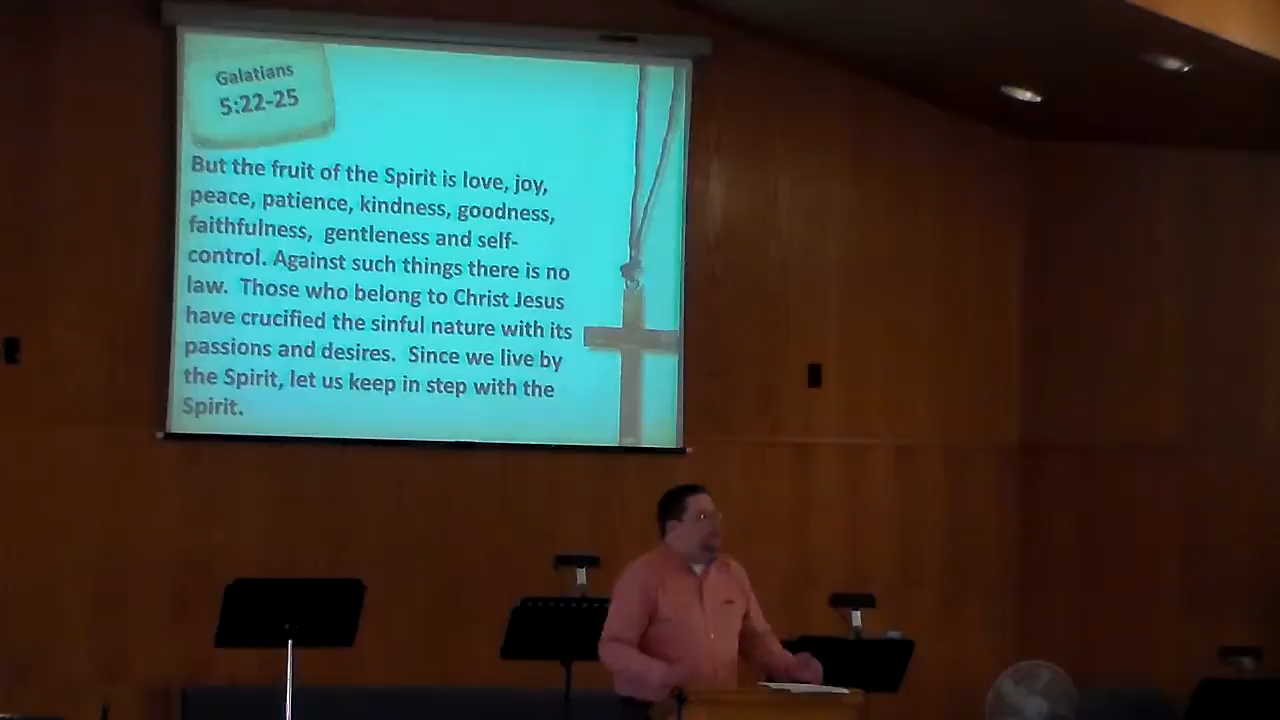 Galatians
5:22-25
But the fruit of the Spirit is love, joy,
peace, patience, kindness, goodness,
faithfulness, gentleness and self-
control. Against such things there is no
law. Those who belong to Christ Jesus
have crucified the sinful nature with its
passions and desires. Since we live by
the Spirit, let us keep in step with the
Spirit.